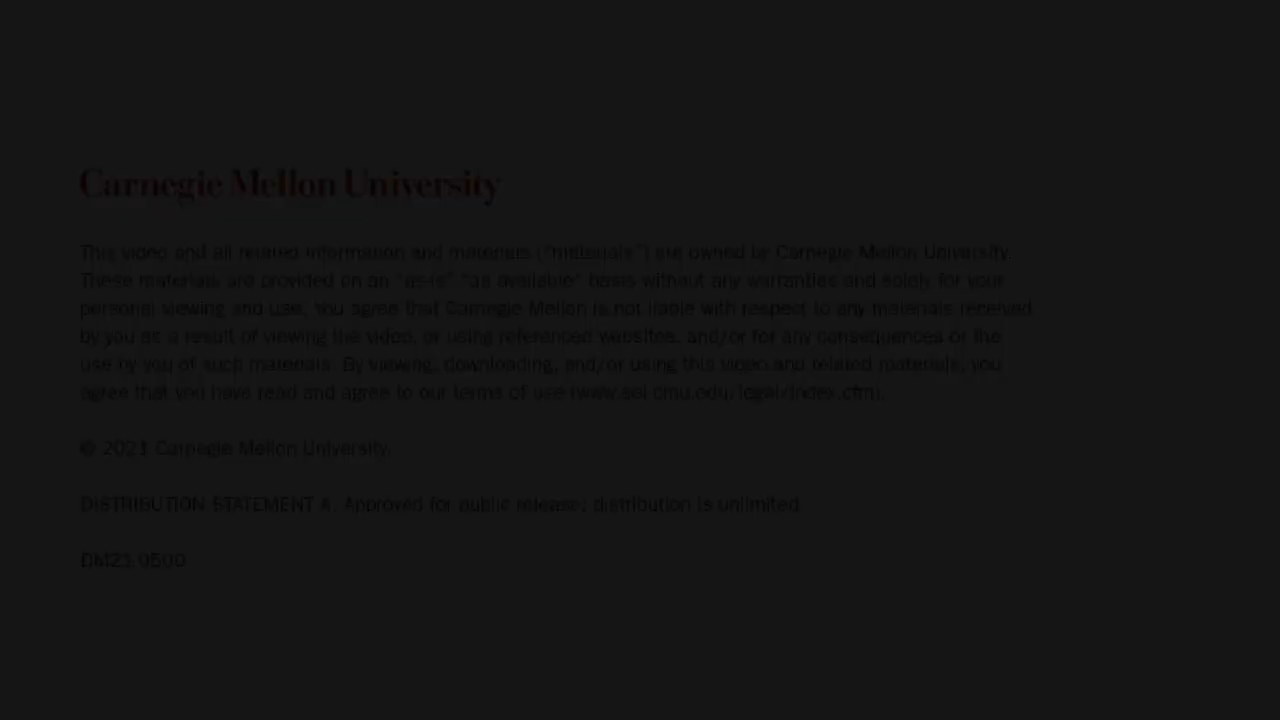 Carnegie Mellon University
This video and all related information and materials (“materials”) are owned by Carnegie Mellon University.
These materials are provided on an “as-is” “as available” basis without any warranties and solely for your
personal viewing and use. You agree that Carnegie Mellon is not liable with respect to any materials received
by you as a result of viewing the video, or using referenced websites, and/or for any consequences or the
use by you of such materials. By viewing, downloading, and/or using this video and related materials, you
agree that you have read and agree to our terms of use (www.sei.cmu.edu/legal/index.cfm).
© 2021 Carnegie Mellon University.
DISTRIBUTION STATEMENT A. Approved for public release; distribution is unlimited.
DM21-0500